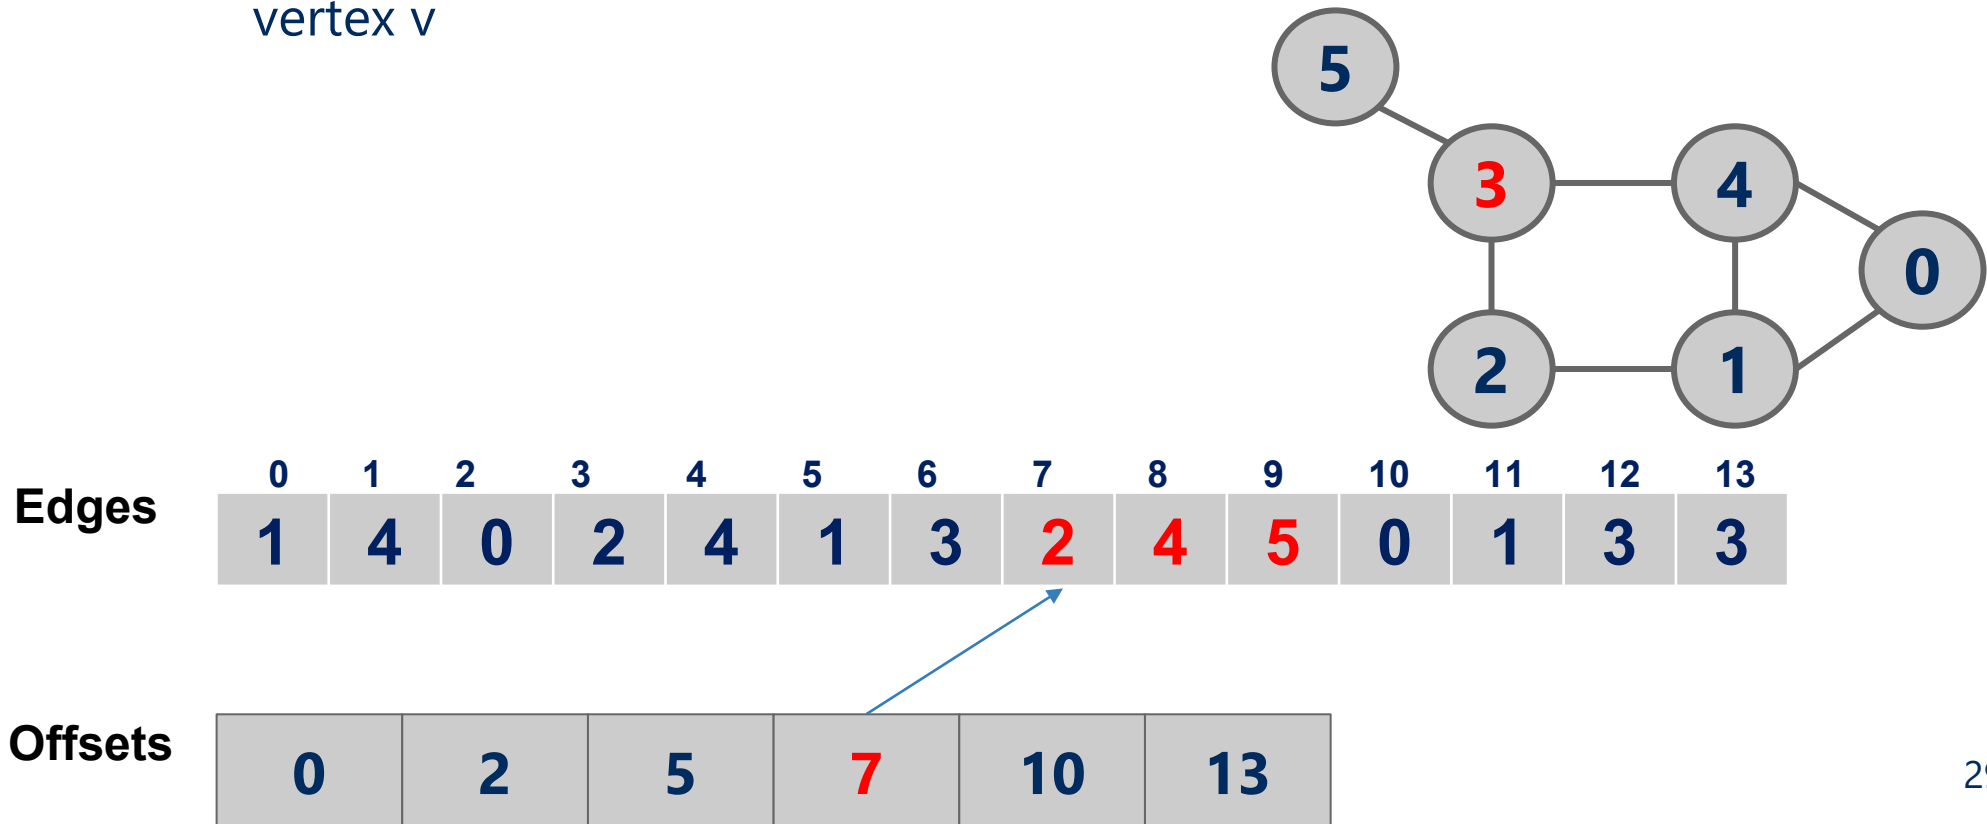 vertex v
5
3 4
0
2 1
0 1 2 3 4 5 6 7 8 9 10 11 12 13
Edges 1 4 0 2 4 1 3 2 4 5 0 1 3 3
Offsets 0 2 5 7 10 13